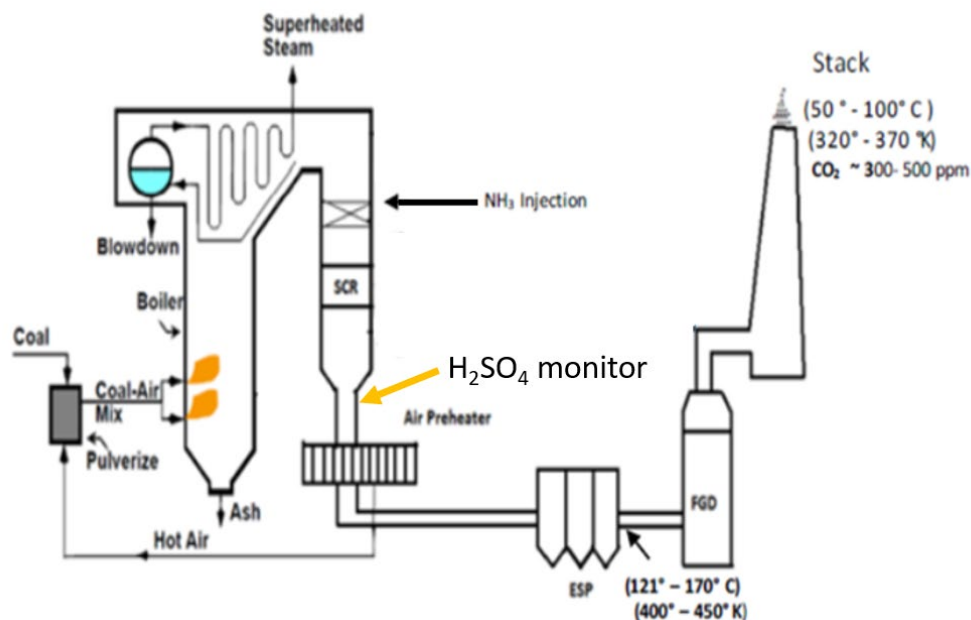 Superheated
Steam
Stack
(50 ° - 100° C )
(320° - 370 °K)
CO₂ ~ 300- 500 ppm
NH₃ Injection
Blowdown
SCR
Boiler
Coal
H₂SO₄ monitor
Coal-Air
Mix
Air Preheater
Pulverize
FGD
Ash
Hot Air
ESP
(121° – 170° C)
(400° – 450° K)